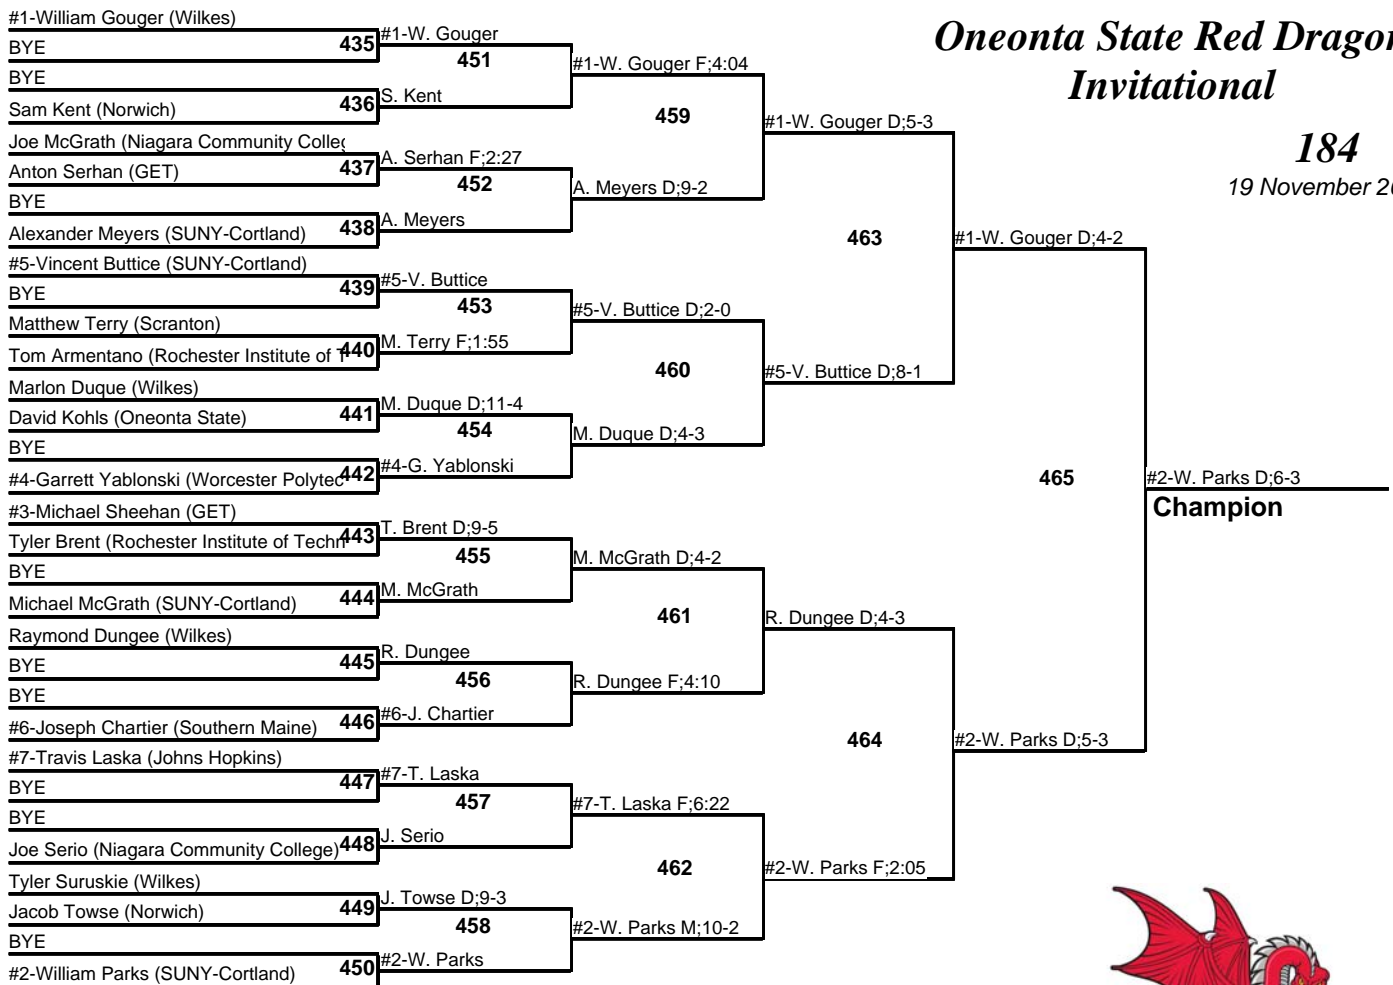 Oneonta State Red Dragon
Invitational
184
19 November
#1-William Gouger (Wilkes)
BYE
435
BYE
Sam Kent (Norwich)
436
Joe McGrath (Niagara Community
Anton Serhan (GET)
437
BYE
Alexander Meyers (SUNY-Cortland)
438
#5-Vincent Buttice (SUNY-Cortland)
BYE
439
Matthew Terry (Scranton)
Tom Armentano (Rochester Institute of
440
Marlon Duque (Wilkes)
David Kohls (Oneonta State)
441
BYE
#4-Garrett Yablonski (Worcester Polytec
442
#3-Michael Sheehan (GET)
Tyler Brent (Rochester Institute of Techn
443
BYE
Michael McGrath (SUNY-Cortland)
444
Raymond Dungee (Wilkes)
BYE
445
BYE
#6-Joseph Chartier (Southern Maine)
446
#7-Travis Laska (Johns Hopkins)
BYE
447
BYE
Joe Serio (Niagara Community College)
448
Tyler Suruskie (Wilkes)
Jacob Towse (Norwich)
449
BYE
#2-William Parks (SUNY-Cortland)
450
#1-W. Gouger
451
S. Kent
A. Serhan F;2:27
452
A. Meyers
#5-V. Buttice
453
M. Terry F;1:55
M. Duque D;11-4
454
#4-G. Yablonski
T. Brent D;9-5
455
M. McGrath
R. Dungee
456
#6-J. Chartier
#7-T. Laska
457
J. Serio
J. Towse D;9-3
458
#2-W. Parks
#1-W. Gouger F;4:04
459
A. Meyers D;9-2
#5-V. Buttice D;2-0
460
M. Duque D;4-3
M. McGrath D;4-2
461
R. Dungee F;4:10
#7-T. Laska F;6:22
462
#2-W. Parks M;10-2
#1-W. Gouger D;5-3
463
#5-V. Buttice D;8-1
R. Dungee D;4-3
464
#2-W. Parks F;2:05
#1-W. Gouger D;4-2
465
#2-W. Parks D;5-3
#2-W. Parks D;6-3
Champion